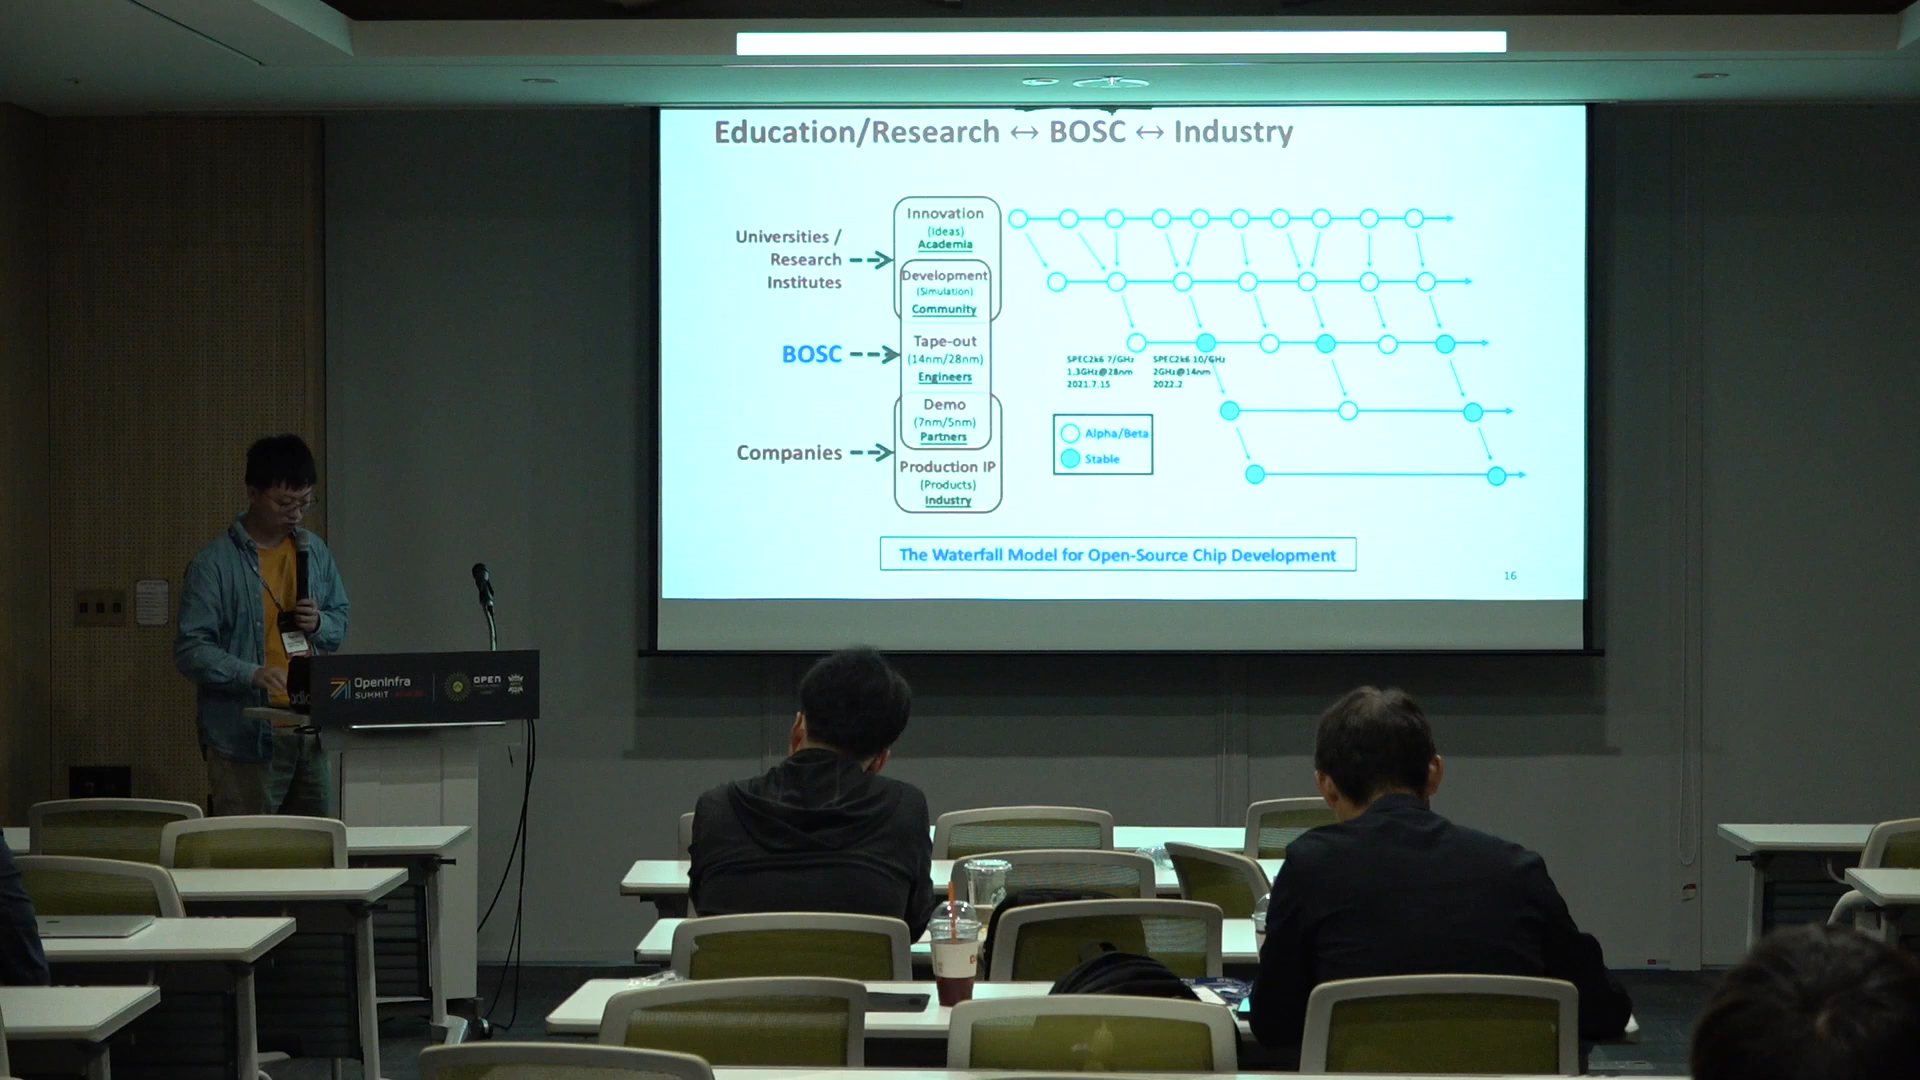 Education/Research ↔ BOSC ↔ Industry
Universities /
Research
Institutes
BOSC
Companies
Innovation
(Ideas)
Academia
Development
(Simulation)
Community
Tape-out
(14nm/28nm)
Engineers
Demo
(7nm/5nm)
Partners
Production IP
(Products)
Industry
SPEC2k6 7/GHz
1.3GHz@28nm
2021.7.15
SPEC2k6 10/GHz
2GHz@14nm
2022.2
Alpha/Beta
Stable
The Waterfall Model for Open-Source Chip Development
16
OpenInfra
SUMMIT
OPEN